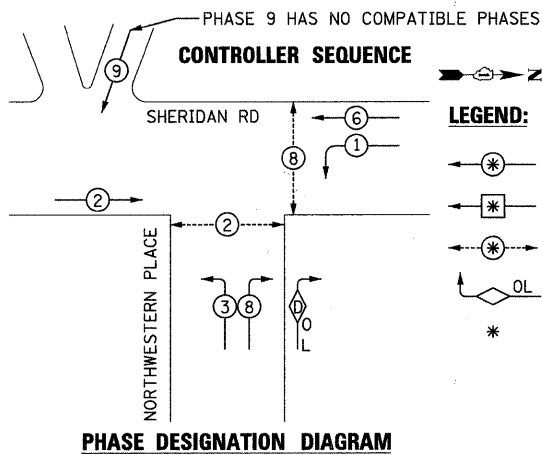 PHASE 9 HAS NO COMPATIBLE PHASES
CONTROLLER SEQUENCE
9
N
SHERIDAN RD
6
LEGEND:
1
8
*
2
*
2
*
NORTHWESTERN PLACE
OL
3
8
D
OL
*
PHASE DESIGNATION DIAGRAM